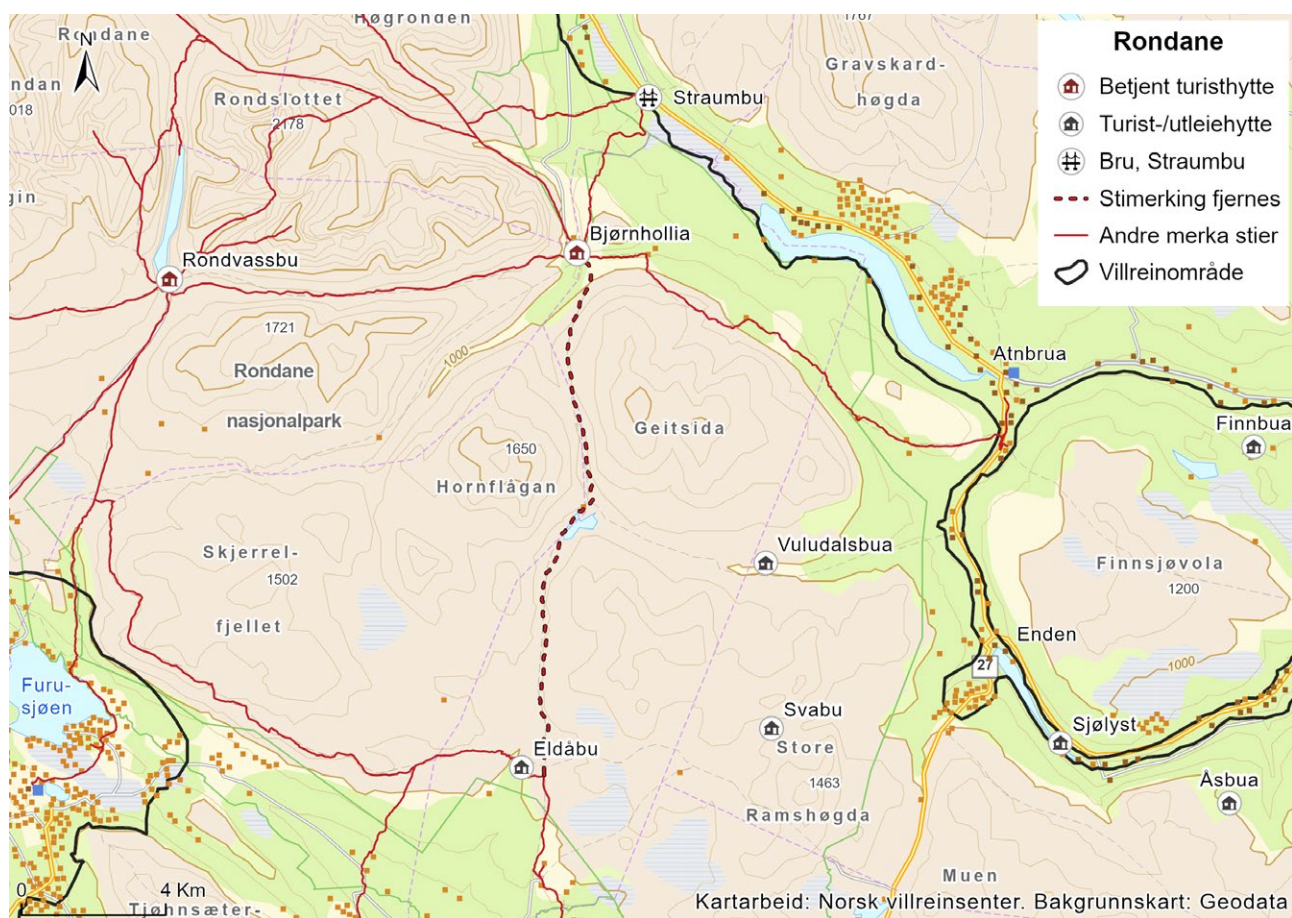 Høgronden
1767
Rondane
N
ndan
018
Rondslottet
2178
Gravskard-
høgda
Straumbu
Rondane
Betjent turisthytte
Turist-/utleiehytte
Bru, Straumbu
Stimerking fjernes
Andre merka stier
Villreinområde
gin
Bjørnhollia
Rondvassbu
1721
Rondane
nasjonalpark
1000
Atnbrua
Geitsida
Finnbua
1650
Hornflågan
Vuludalsbua
Skjerrel-
1502
fjellet
Finnsjøvola
1200
Enden
27
1000
Furu-
sjøen
Svabu
Store
1463
Ramshøgda
Sjølyst
Eldåbu
Åsbua
Muen
0
4 Km
Tjøhnsæter-
Kartarbeid: Norsk villreinsenter. Bakgrunnskart: Geodata